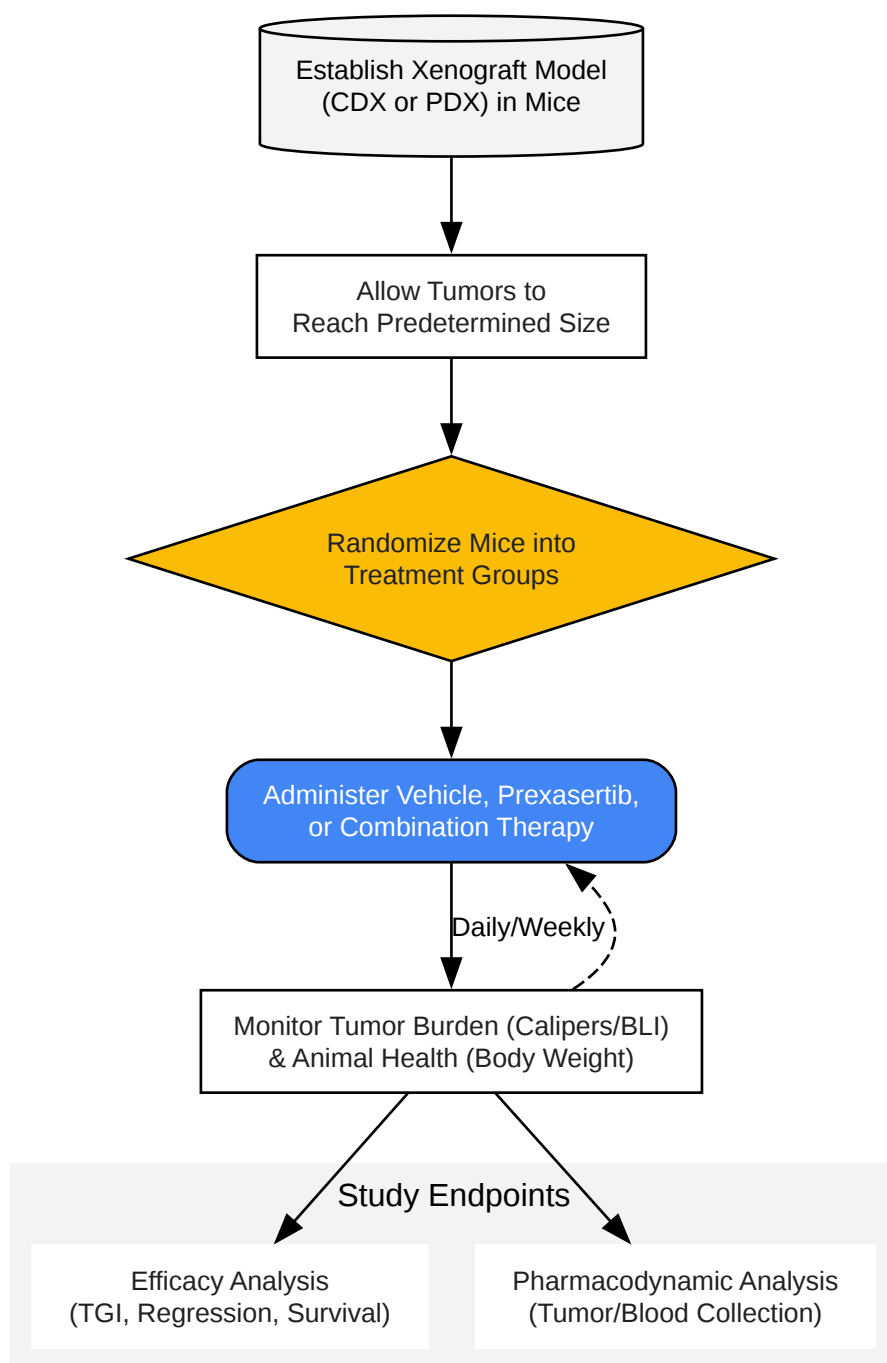 Establish Xenograft Model
(CDX or PDX) in Mice
Allow Tumors to
Reach Predetermined Size
Randomize Mice into
Treatment Groups
Administer Vehicle, Prexasertib,
or Combination Therapy
Daily/Weekly
Monitor Tumor Burden (Calipers/BLI)
& Animal Health (Body Weight)
Study Endpoints
Efficacy Analysis
(TGI, Regression, Survival)
Pharmacodynamic Analysis
(Tumor/Blood Collection)